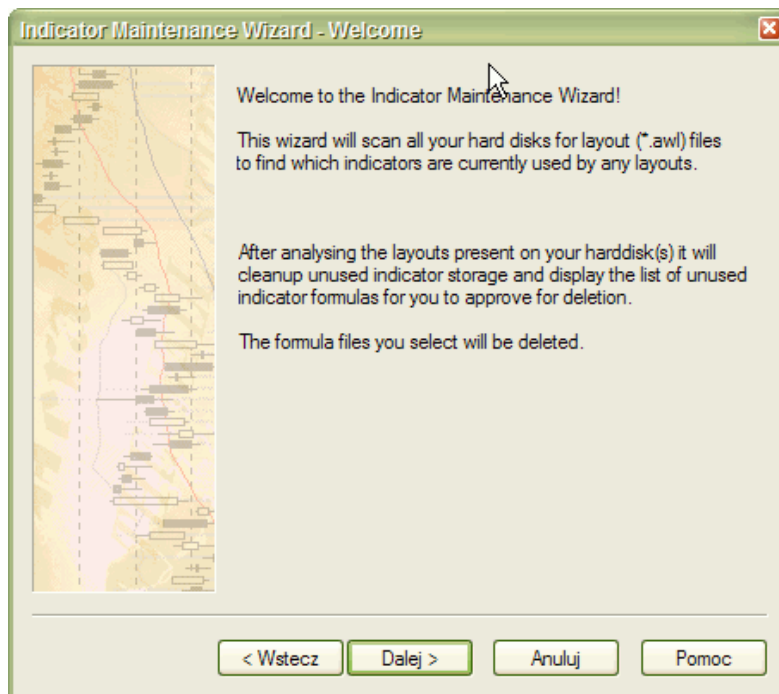 Indicator Maintenance Wizard - Welcome
Welcome to the Indicator Maintenance Wizard!
This wizard will scan all your hard disks for layout (*.awl) files
to find which indicators are currently used by any layouts.
After analysing the layouts present on your harddisk(s) it will
cleanup unused indicator storage and display the list of unused
indicator formulas for you to approve for deletion.
The formula files you select will be deleted.
< Wstecz Dalej > Anuluj Pomoc